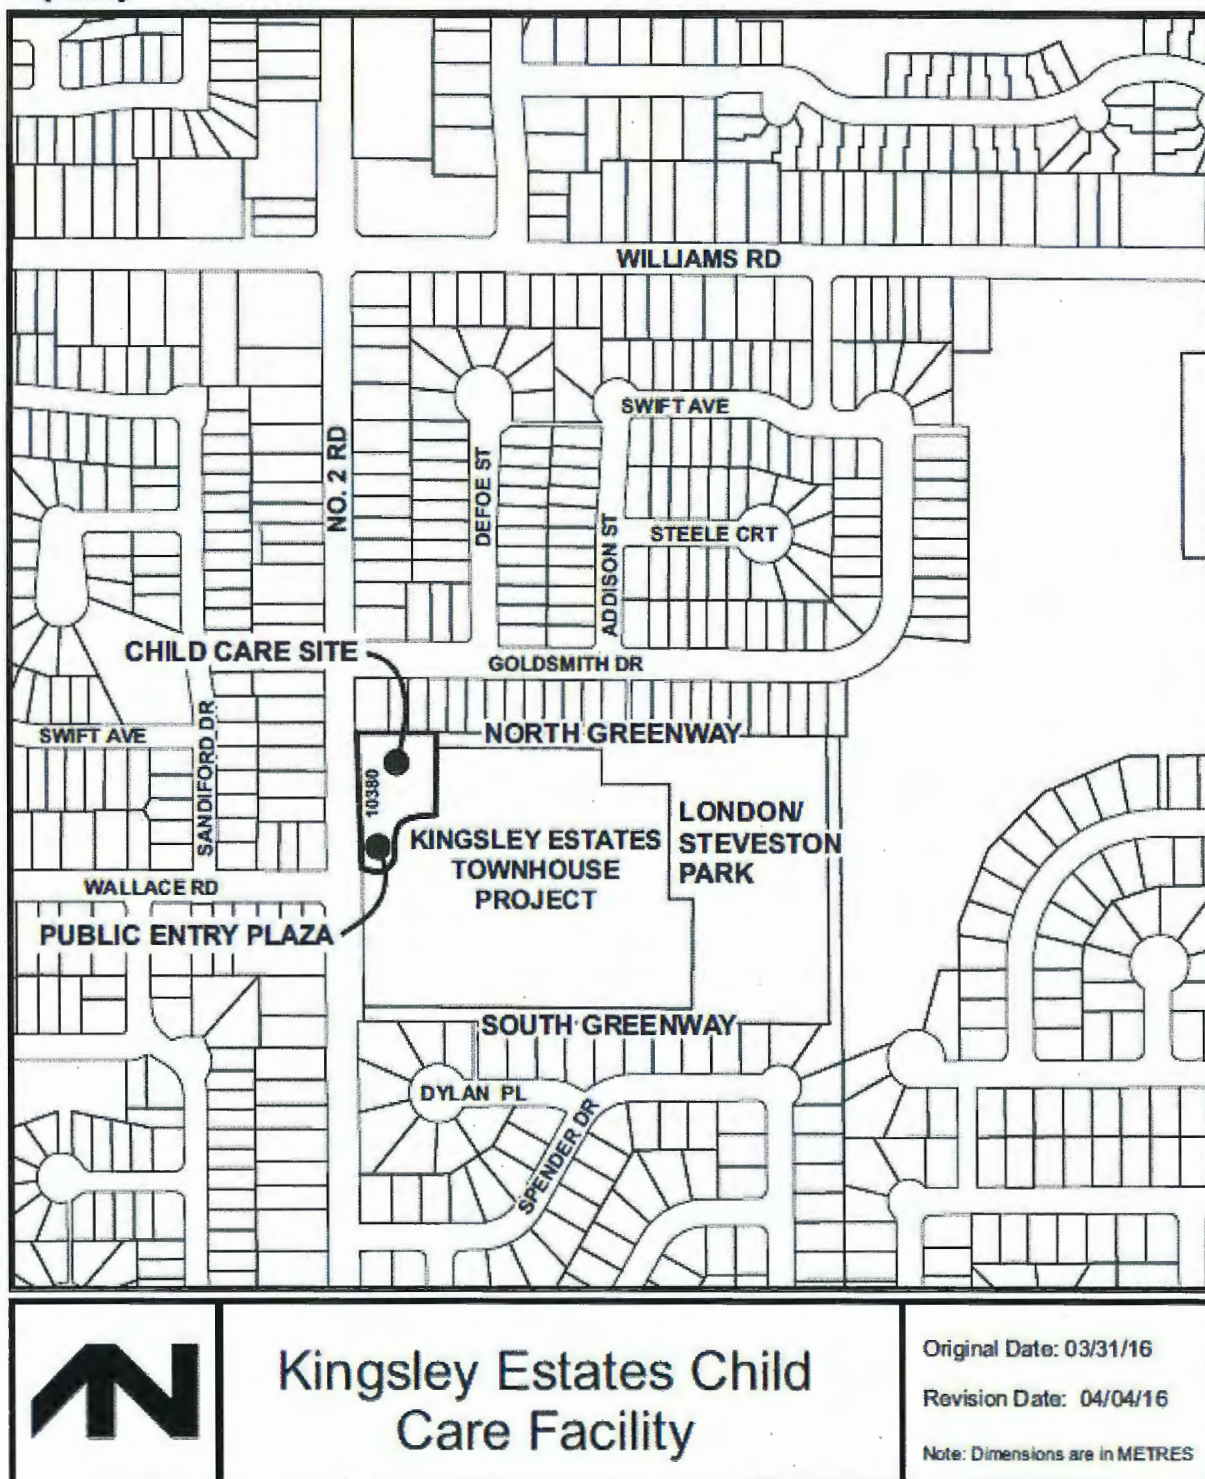 WILLIAMS RD
SWIFT AVE
NO. 2 RD
DEFOE ST
ADDISON ST
STEELE CRT
CHILD CARE SITE
GOLDSMITH DR
SANDIFORD DR
SWIFT AVE
NORTH GREENWAY
10380
LONDON/
STEVESTON
PARK
KINGSLEY ESTATES
TOWNHOUSE
PROJECT
WALLACE RD
PUBLIC ENTRY PLAZA
SOUTH GREENWAY
DYLAN PL
SPENDER DR
Kingsley Estates Child
Care Facility
Original Date: 03/31/16
Revision Date: 04/04/16
Note: Dimensions are in METRES